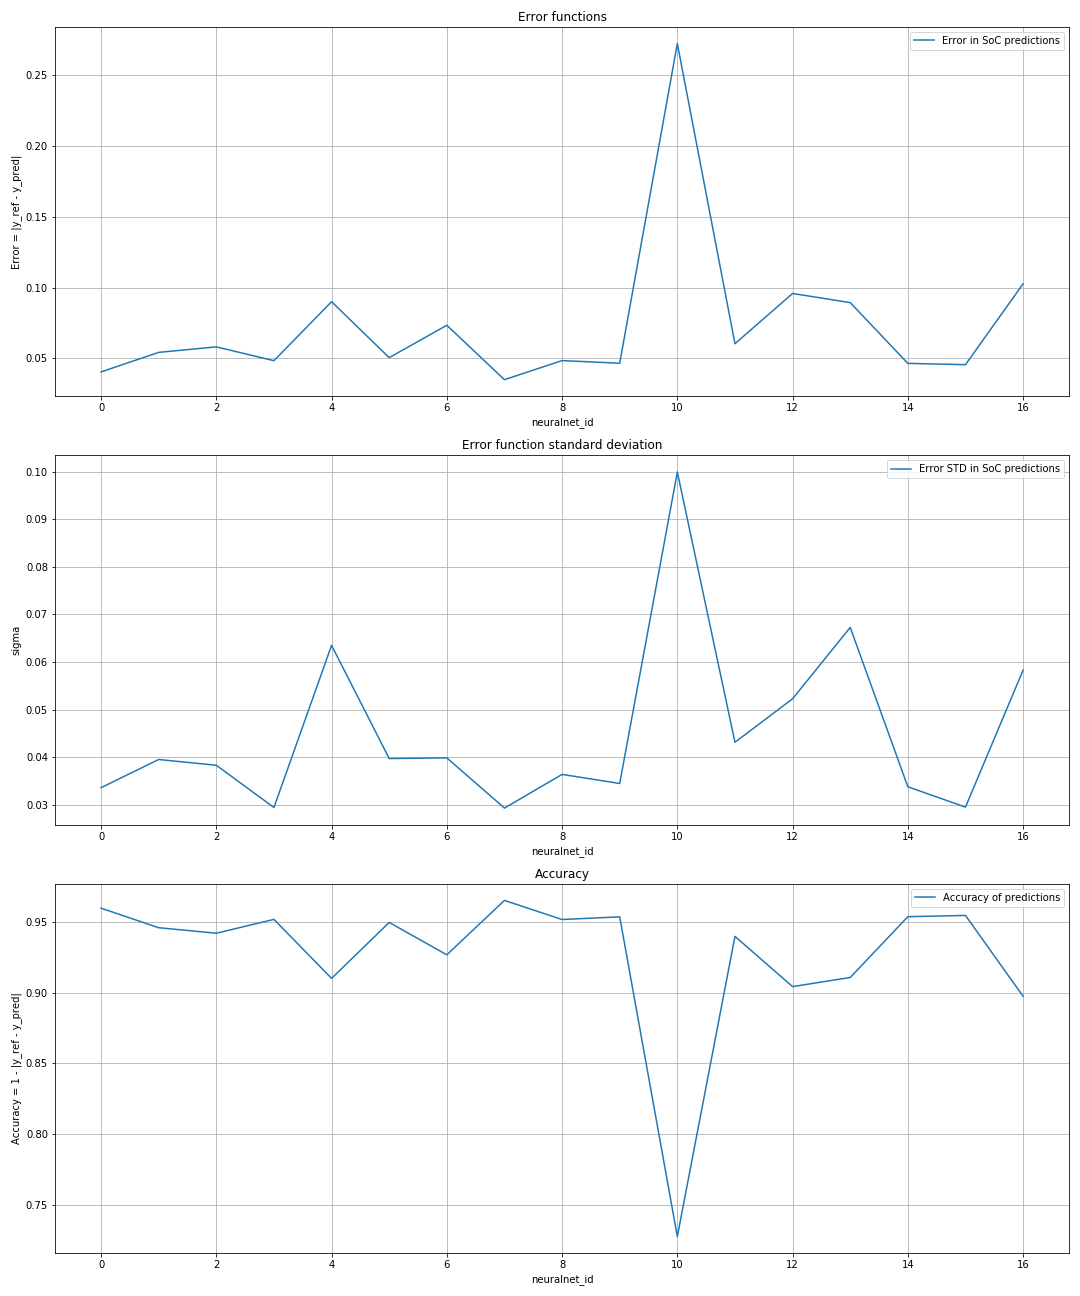 Error functions
Error in SoC predictions
Error = |y_ref - y_pred|
0.25
0.20
0.15
0.10
0.05
0 2 4 6 8 10 12 14 16
neuralnet_id
Error function standard deviation
Error STD in SoC predictions
sigma
0.10
0.09
0.08
0.07
0.06
0.05
0.04
0.03
0 2 4 6 8 10 12 14 16
neuralnet_id
Accuracy
Accuracy of predictions
Accuracy = 1 - |y_ref - y_pred|
0.95
0.90
0.85
0.80
0.75
0 2 4 6 8 10 12 14 16
neuralnet_id